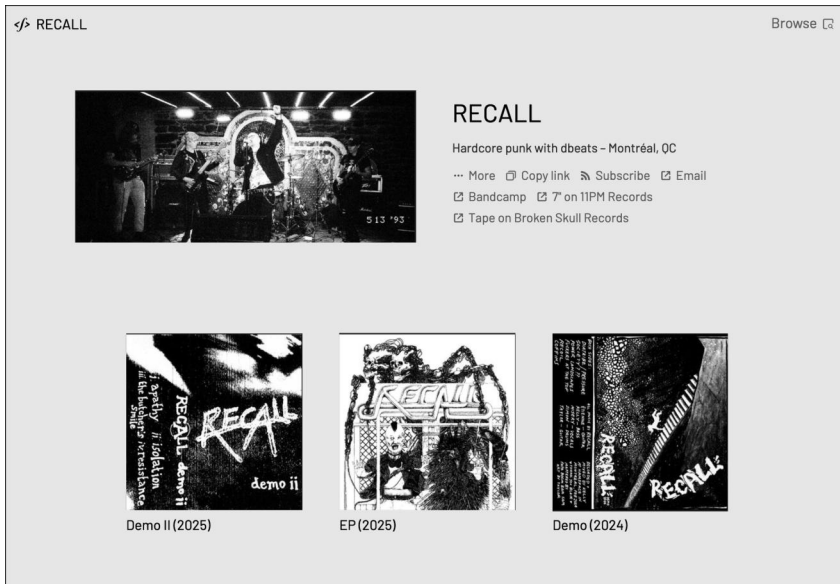 RECALL
Browse
RECALL
Hardcore punk with dbeats – Montréal, QC
More Copy link Subscribe Email
Bandcamp 7" on 11PM Records
Tape on Broken Skull Records
5 13 '93
i apathy ii isolation
iii the butcher's iv.resistance
smile
RECALL demo ii
RECALL
demo ii
RECALL
RECALL
RECALL
Demo II (2025)
EP (2025)
Demo (2024)